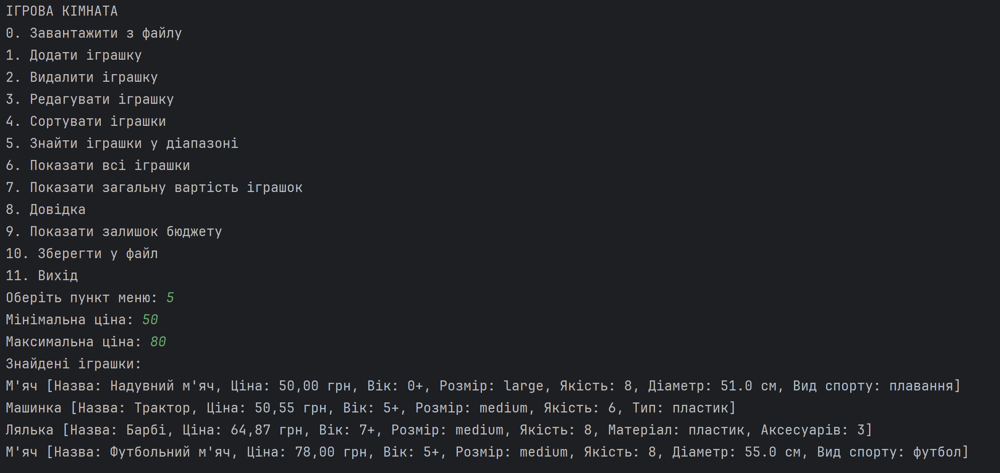 ІГРОВА КІМНАТА
0. Завантажити з файлу
1. Додати іграшку
2. Видалити іграшку
3. Редагувати іграшку
4. Сортувати іграшки
5. Знайти іграшки у діапазоні
6. Показати всі іграшки
7. Показати загальну вартість іграшок
8. Довідка
9. Показати залишок бюджету
10. Зберегти у файл
11. Вихід
Оберіть пункт меню: 5
Мінімальна ціна: 50
Максимальна ціна: 80
Знайдені іграшки:
М'яч [Назва: Надувний м'яч, Ціна: 50,00 грн, Вік: 0+, Розмір: large, Якість: 8, Діаметр: 51.0 см, Вид спорту: плавання]
Машинка [Назва: Трактор, Ціна: 50,55 грн, Вік: 5+, Розмір: medium, Якість: 6, Тип: пластик]
Лялька [Назва: Барбі, Ціна: 64,87 грн, Вік: 7+, Розмір: medium, Якість: 8, Матеріал: пластик, Аксесуарів: 3]
М'яч [Назва: Футбольний м'яч, Ціна: 78,00 грн, Вік: 5+, Розмір: medium, Якість: 8, Діаметр: 55.0 см, Вид спорту: футбол]